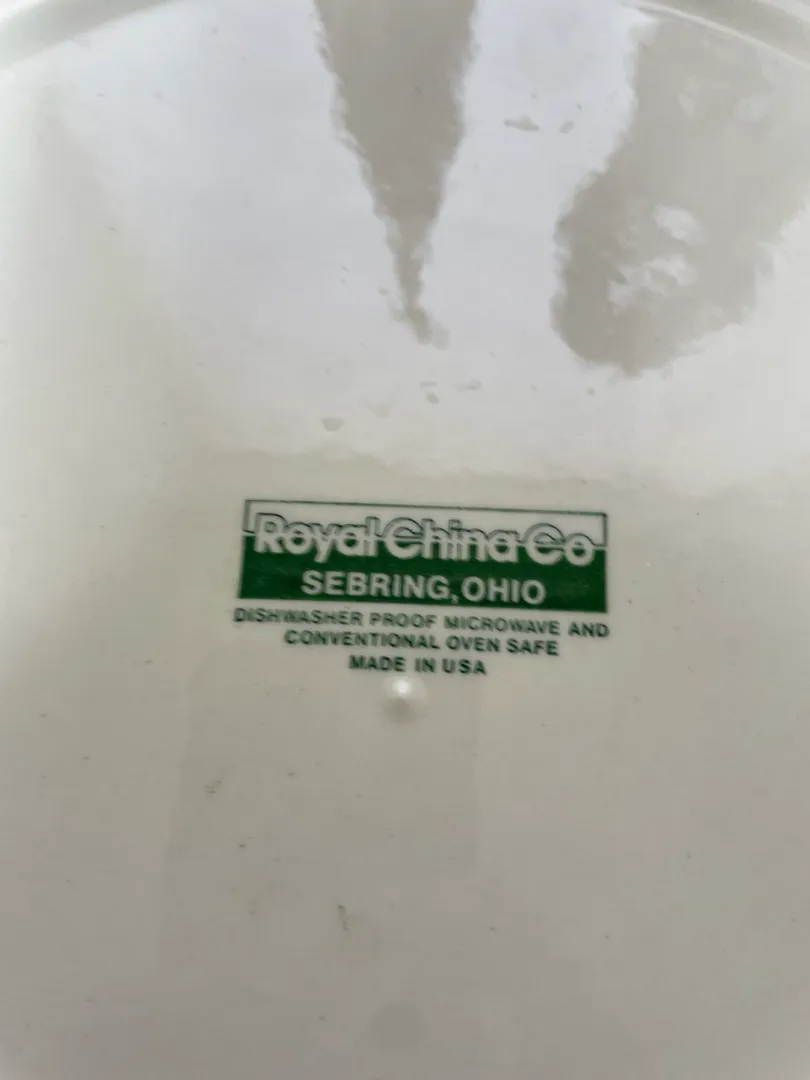 Royal China Co
SEBRING, OHIO
DISHWASHER PROOF MICROWAVE AND
CONVENTIONAL OVEN SAFE
MADE IN USA